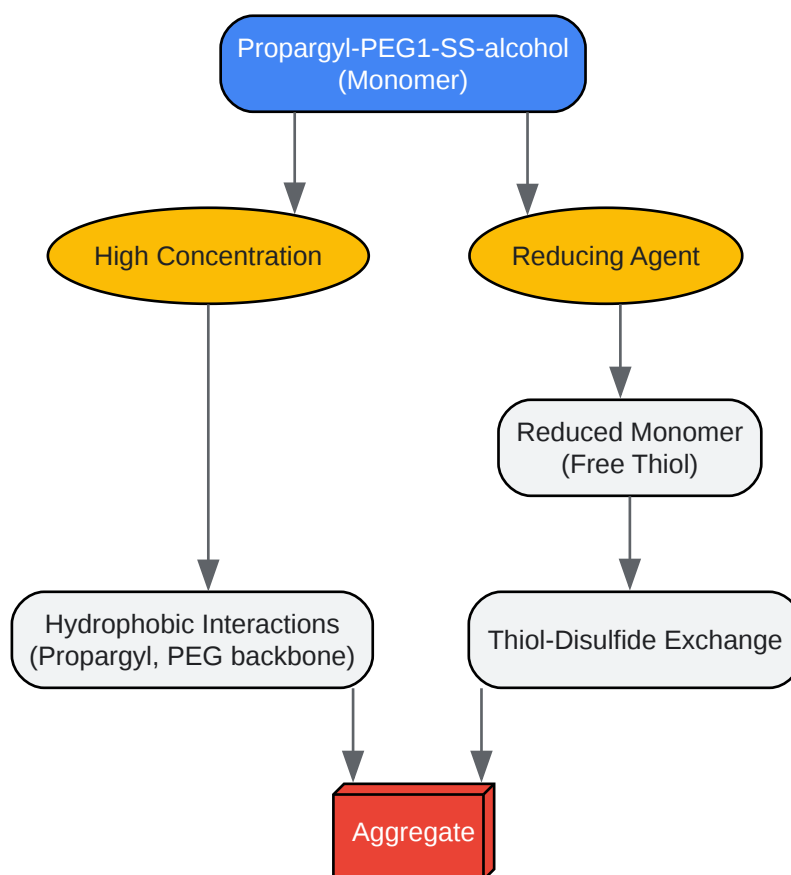 Propargyl-PEG1-SS-alcohol
(Monomer)
High Concentration
Reducing Agent
Reduced Monomer
(Free Thiol)
Hydrophobic Interactions
(Propargyl, PEG backbone)
Thiol-Disulfide Exchange
Aggregate